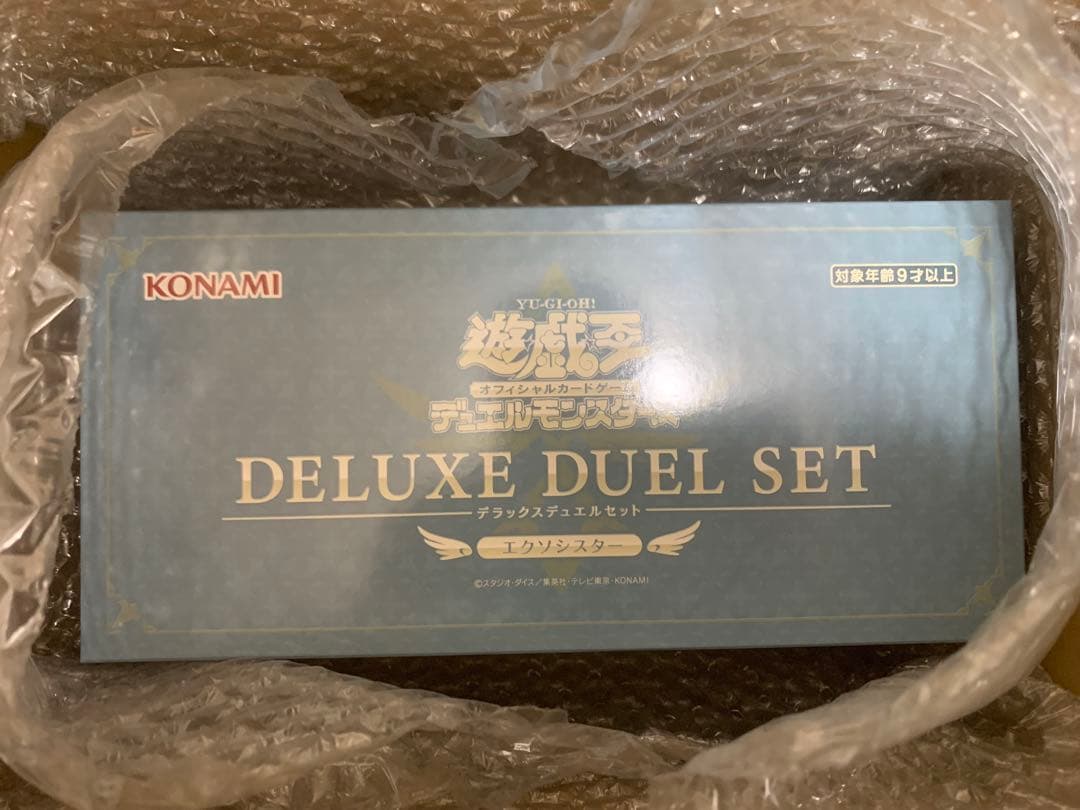 KONAMI
対象年齢9才以上
YU-GI-OH!
遊戯王
オフィシャルカードゲーム
デュエルモンスターズ
DELUXE DUEL SET
デラックスデュエルセット
エクソシスター
©スタジオ・ダイス/集英社・テレビ東京・KONAMI